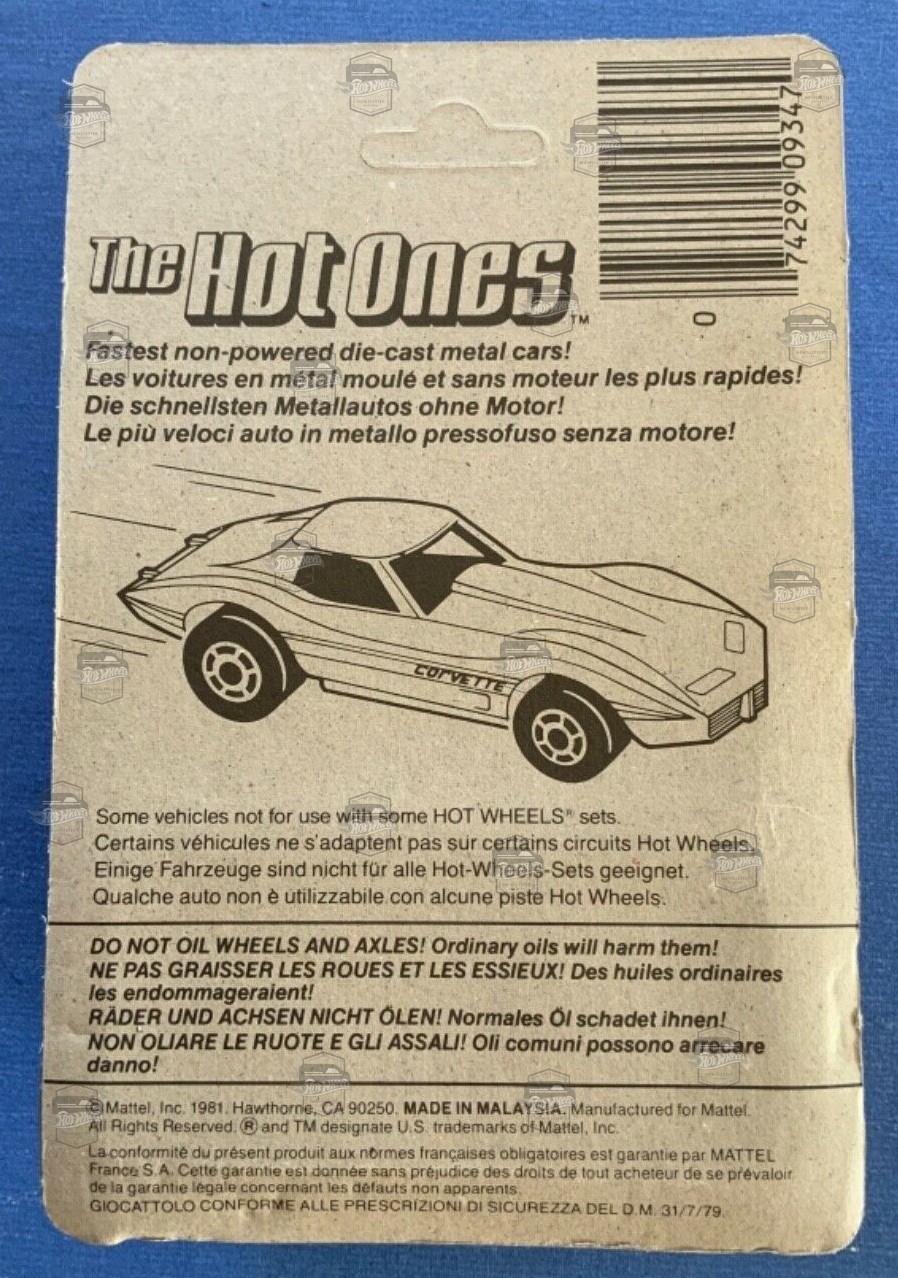 74299 09347
0
The Hot Ones™
Fastest non-powered die-cast metal cars!
Les voitures en métal moulé et sans moteur les plus rapides!
Die schnellsten Metallautos ohne Motor!
Le più veloci auto in metallo pressofuso senza motore!
CORVETTE
Some vehicles not for use with some HOT WHEELS® sets.
Certains véhicules ne s'adaptent pas sur certains circuits Hot Wheels.
Einige Fahrzeuge sind nicht für alle Hot-Wheels-Sets geeignet.
Qualche auto non è utilizzabile con alcune piste Hot Wheels.
DO NOT OIL WHEELS AND AXLES! Ordinary oils will harm them!
NE PAS GRAISSER LES ROUES ET LES ESSIEUX! Des huiles ordinaires
les endommageraient!
RÄDER UND ACHSEN NICHT ÖLEN! Normales Öl schadet ihnen!
NON OLIARE LE RUOTE E GLI ASSALI! Oli comuni possono arrecare
danno!
©Mattel, Inc. 1981. Hawthorne, CA 90250. MADE IN MALAYSIA. Manufactured for Mattel.
All Rights Reserved. ® and TM designate U.S. trademarks of Mattel, Inc.
La conformité du présent produit aux normes françaises obligatoires est garantie par MATTEL
France S.A. Cette garantie est donnée sans préjudice des droits de tout acheteur de se prévaloir
de la garantie légale concernant les défauts non apparents.
GIOCATTOLO CONFORME ALLE PRESCRIZIONI DI SICUREZZA DEL D.M. 31/7/79.